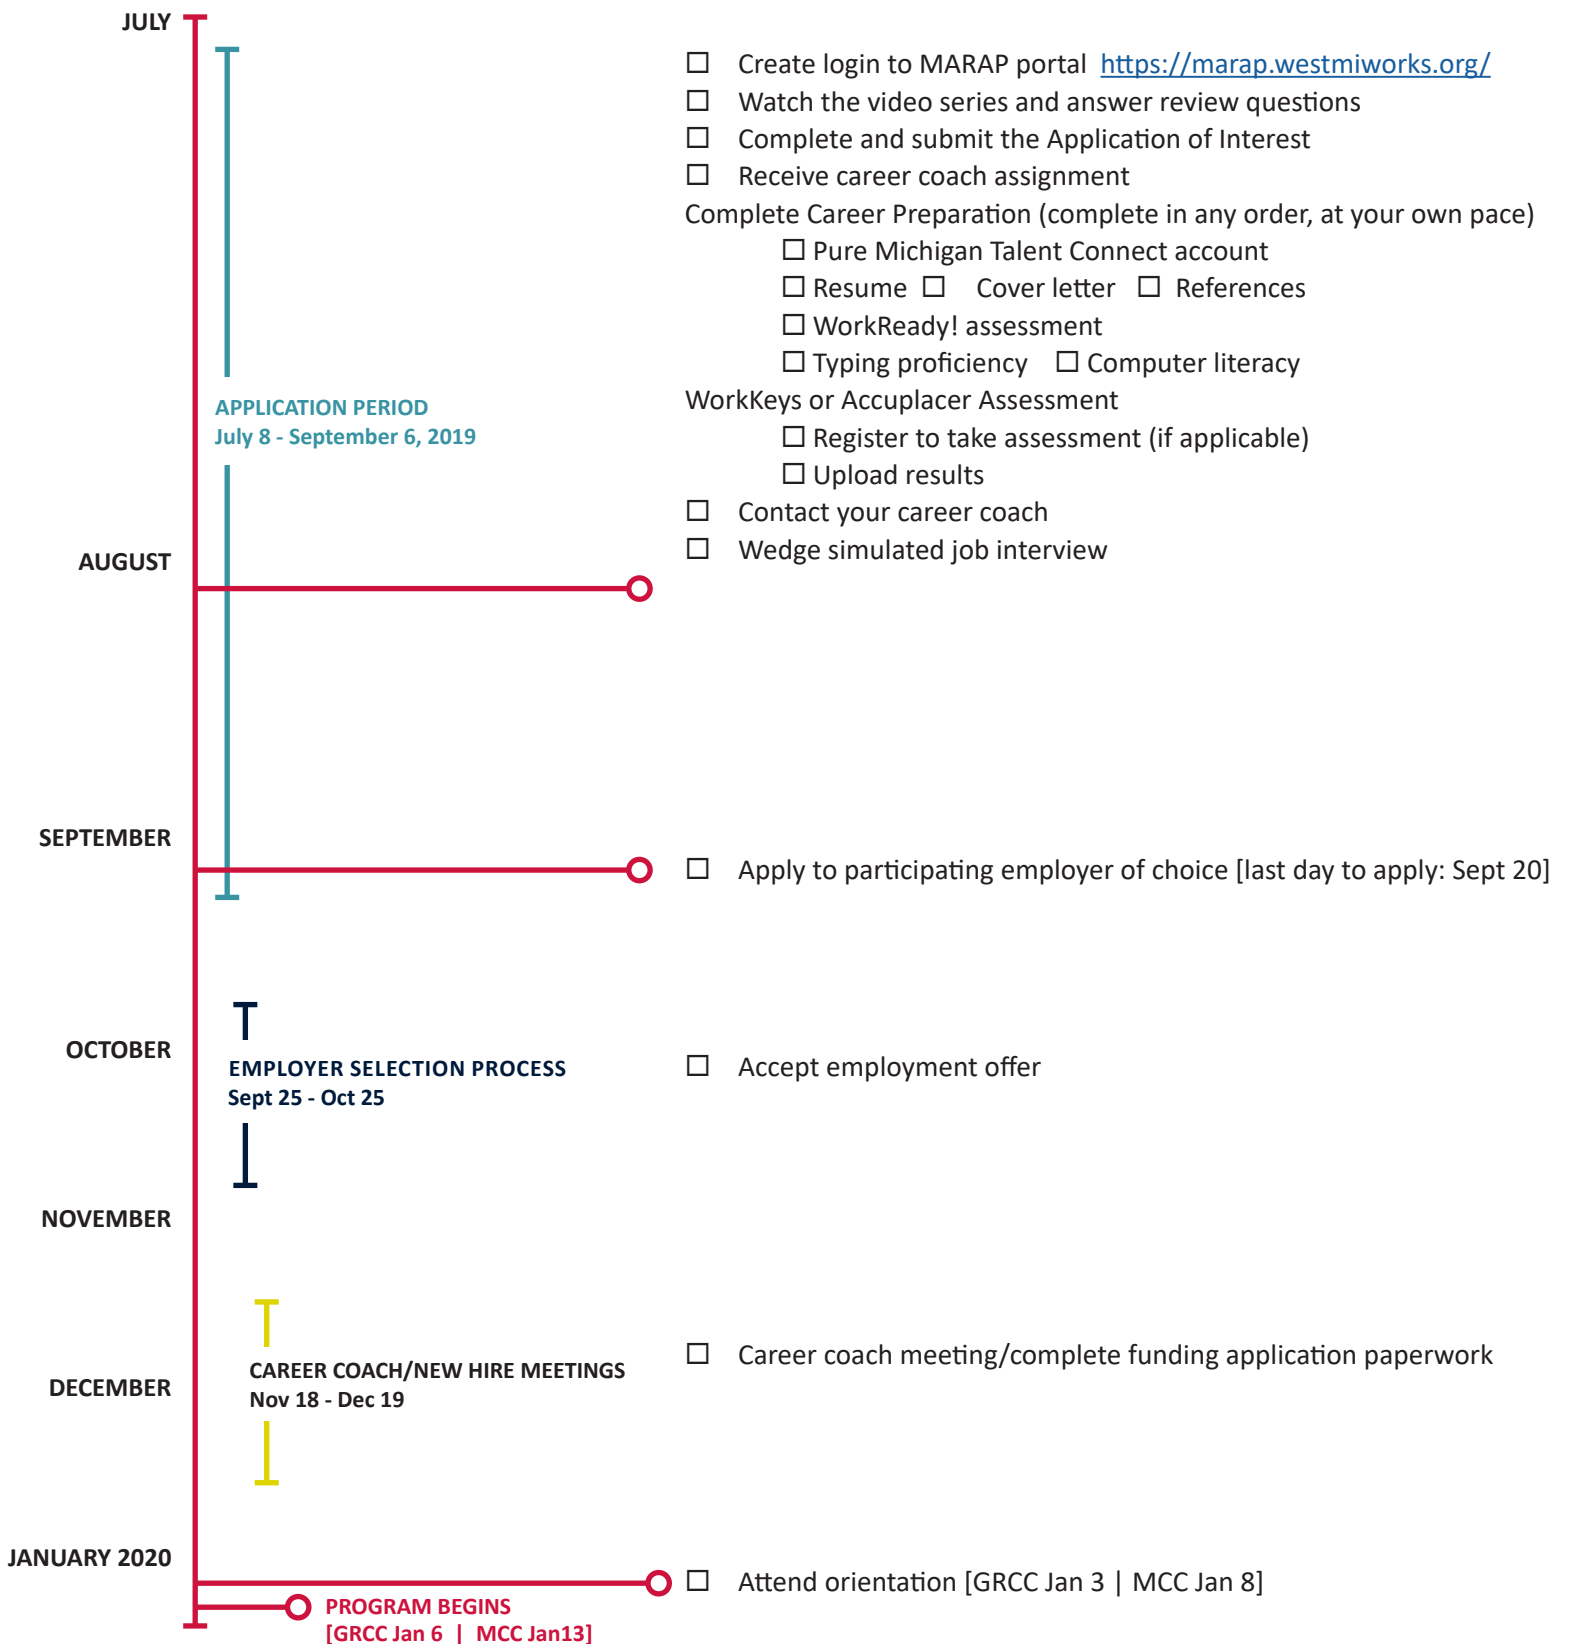 JULY
☐ Create login to MARAP portal https://marap.westmiworks.org/
☐ Watch the video series and answer review questions
☐ Complete and submit the Application of Interest
☐ Receive career coach assignment
Complete Career Preparation (complete in any order, at your own pace)
☐ Pure Michigan Talent Connect account
☐ Resume ☐ Cover letter ☐ References
☐ WorkReady! assessment
☐ Typing proficiency ☐ Computer literacy
WorkKeys or Accuplacer Assessment
☐ Register to take assessment (if applicable)
☐ Upload results
☐ Contact your career coach
☐ Wedge simulated job interview
APPLICATION PERIOD
July 8 - September 6, 2019
AUGUST
SEPTEMBER
☐ Apply to participating employer of choice [last day to apply: Sept 20]
OCTOBER
EMPLOYER SELECTION PROCESS
Sept 25 - Oct 25
☐ Accept employment offer
NOVEMBER
CAREER COACH/NEW HIRE MEETINGS
Nov 18 - Dec 19
☐ Career coach meeting/complete funding application paperwork
DECEMBER
JANUARY 2020
☐ Attend orientation [GRCC Jan 3 | MCC Jan 8]
PROGRAM BEGINS
[GRCC Jan 6 | MCC Jan13]